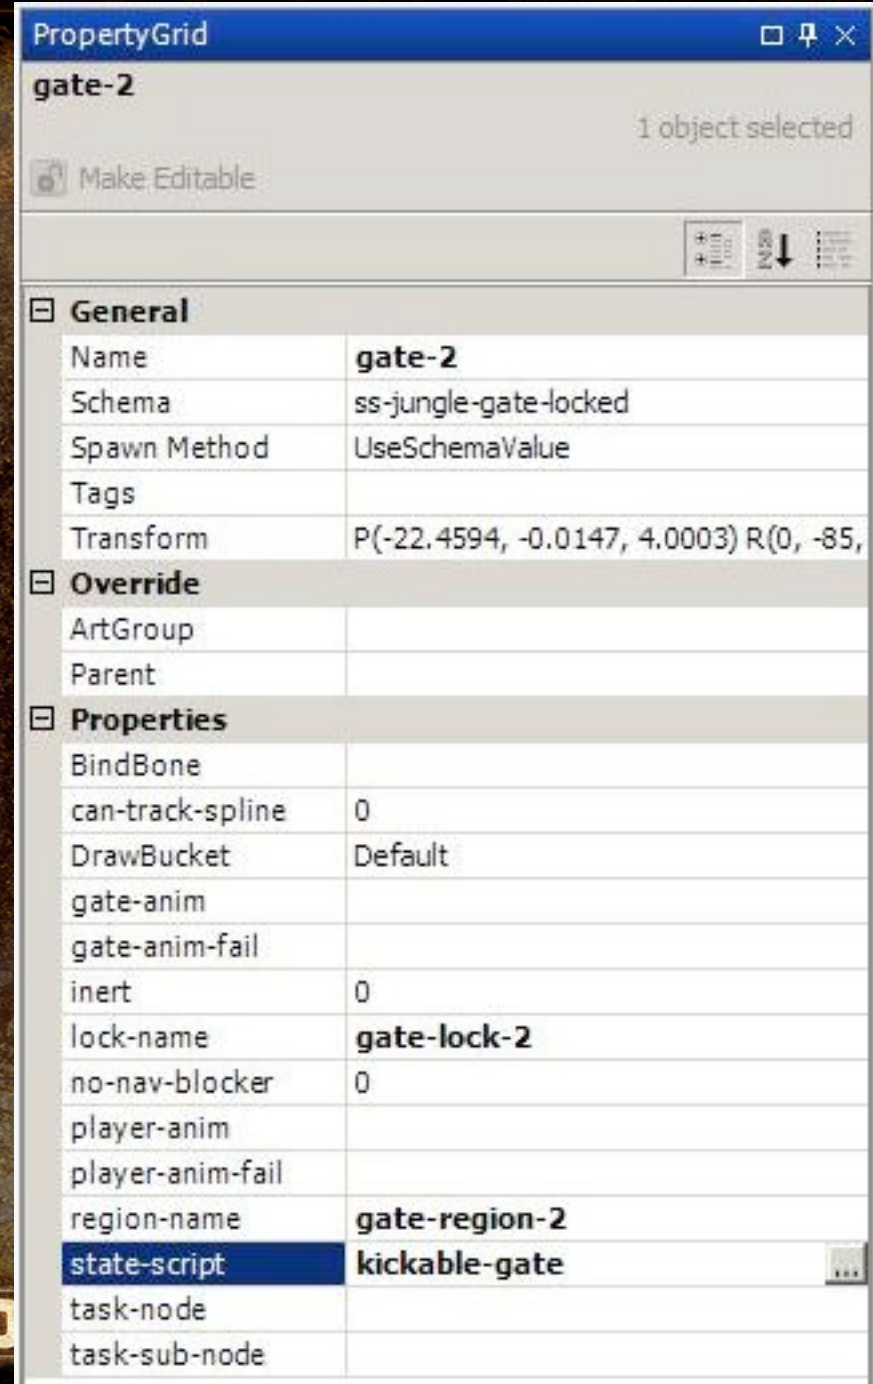 PropertyGrid
gate-2
1 object selected
Make Editable
General
Name gate-2
Schema ss-jungle-gate-locked
Spawn Method UseSchemaValue
Tags
Transform P(-22.4594, -0.0147, 4.0003) R(0, -85,
Override
ArtGroup
Parent
Properties
BindBone
can-track-spline 0
DrawBucket Default
gate-anim
gate-anim-fail
inert 0
lock-name gate-lock-2
no-nav-blocker 0
player-anim
player-anim-fail
region-name gate-region-2
state-script kickable-gate ...
task-node
task-sub-node